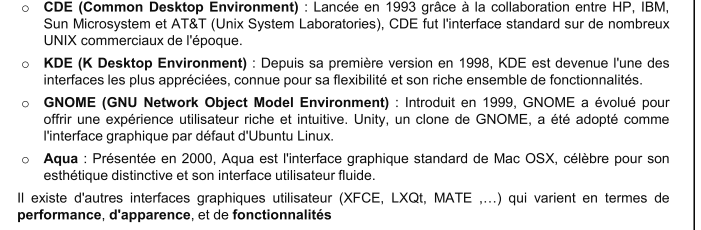 ○ CDE (Common Desktop Environment) : Lancée en 1993 grâce à la collaboration entre HP, IBM,
Sun Microsystem et AT&T (Unix System Laboratories), CDE fut l'interface standard sur de nombreux
UNIX commerciaux de l'époque.
○ KDE (K Desktop Environment) : Depuis sa première version en 1998, KDE est devenue l'une des
interfaces les plus appréciées, connue pour sa flexibilité et son riche ensemble de fonctionnalités.
○ GNOME (GNU Network Object Model Environment) : Introduit en 1999, GNOME a évolué pour
offrir une expérience utilisateur riche et intuitive. Unity, un clone de GNOME, a été adopté comme
l'interface graphique par défaut d'Ubuntu Linux.
○ Aqua : Présentée en 2000, Aqua est l'interface graphique standard de Mac OSX, célèbre pour son
esthétique distinctive et son interface utilisateur fluide.
Il existe d'autres interfaces graphiques utilisateur (XFCE, LXQt, MATE ,…) qui varient en termes de
performance, d'apparence, et de fonctionnalités